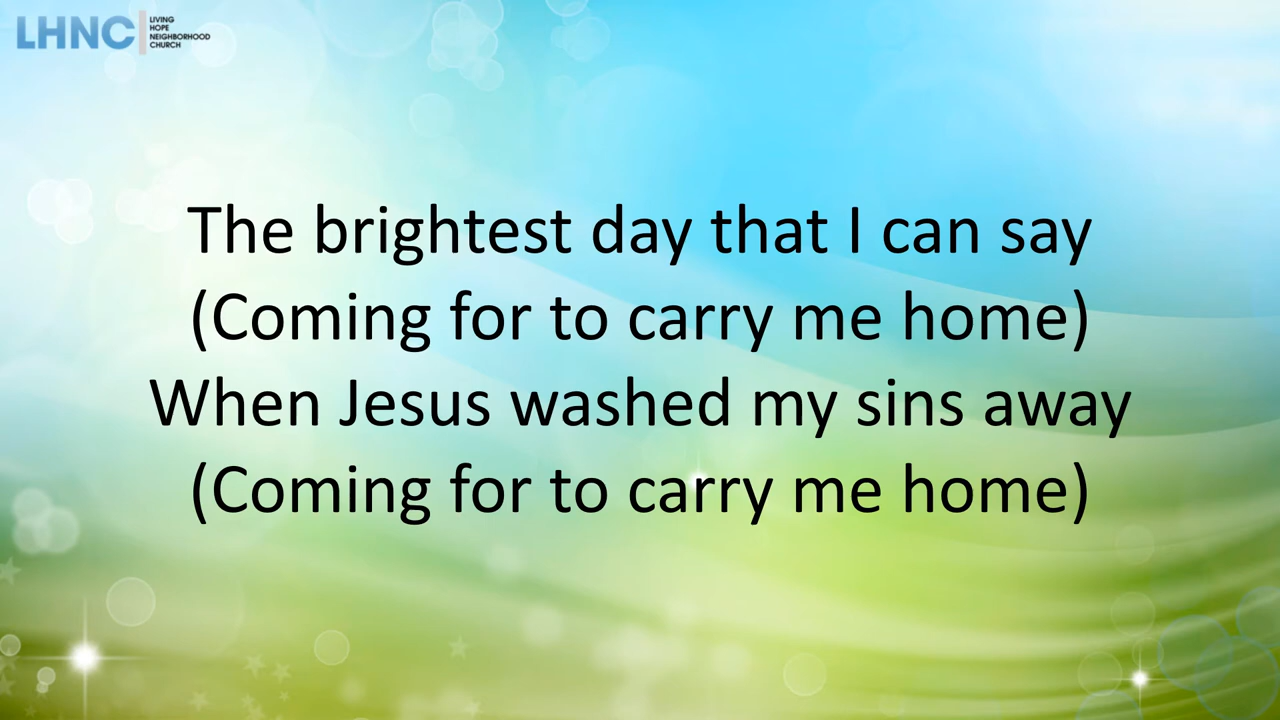 LHNC
LIVING
HOPE
NEIGHBORHOOD
CHURCH
The brightest day that I can say
(Coming for to carry me home)
When Jesus washed my sins away
(Coming for to carry me home)